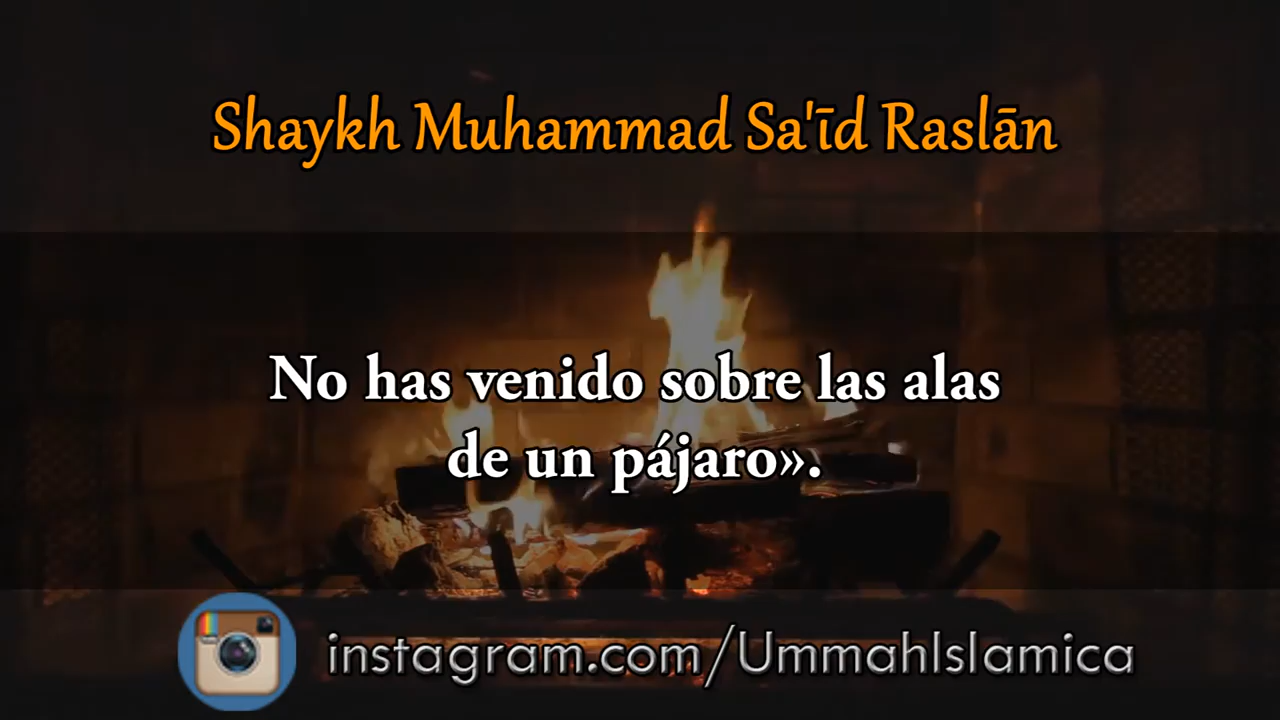 Shaykh Muhammad Sa'īd Raslān
No has venido sobre las alas
de un pájaro».
instagram.com/UmmahIslamica